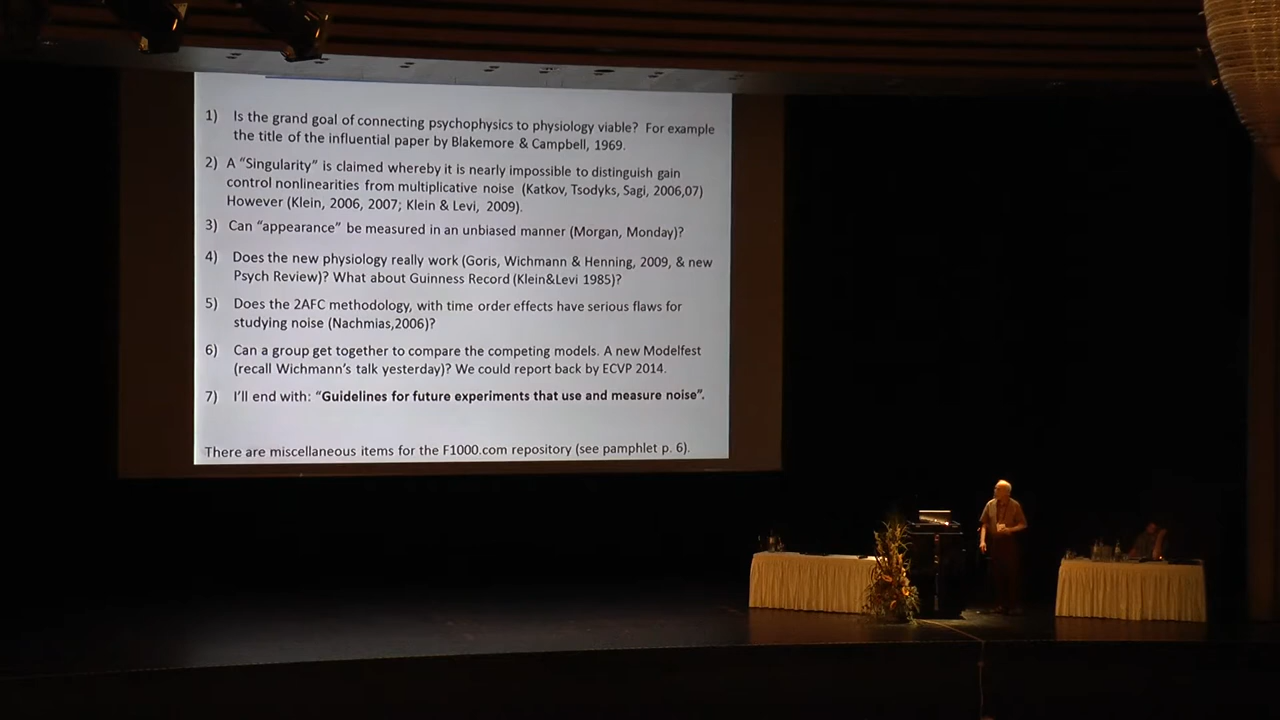 1) Is the grand goal of connecting psychophysics to physiology viable? For example
the title of the influential paper by Blakemore & Campbell, 1969.
2) A “Singularity” is claimed whereby it is nearly impossible to distinguish gain
control nonlinearities from multiplicative noise (Katkov, Tsodyks, Sagi, 2006,07)
However (Klein, 2006, 2007; Klein & Levi, 2009).
3) Can “appearance” be measured in an unbiased manner (Morgan, Monday)?
4) Does the new physiology really work (Goris, Wichmann & Henning, 2009, & new
Psych Review)? What about Guinness Record (Klein&Levi 1985)?
5) Does the 2AFC methodology, with time order effects have serious flaws for
studying noise (Nachmias,2006)?
6) Can a group get together to compare the competing models. A new Modelfest
(recall Wichmann’s talk yesterday)? We could report back by ECVP 2014.
7) I’ll end with: “Guidelines for future experiments that use and measure noise”.
There are miscellaneous items for the F1000.com repository (see pamphlet p. 6).